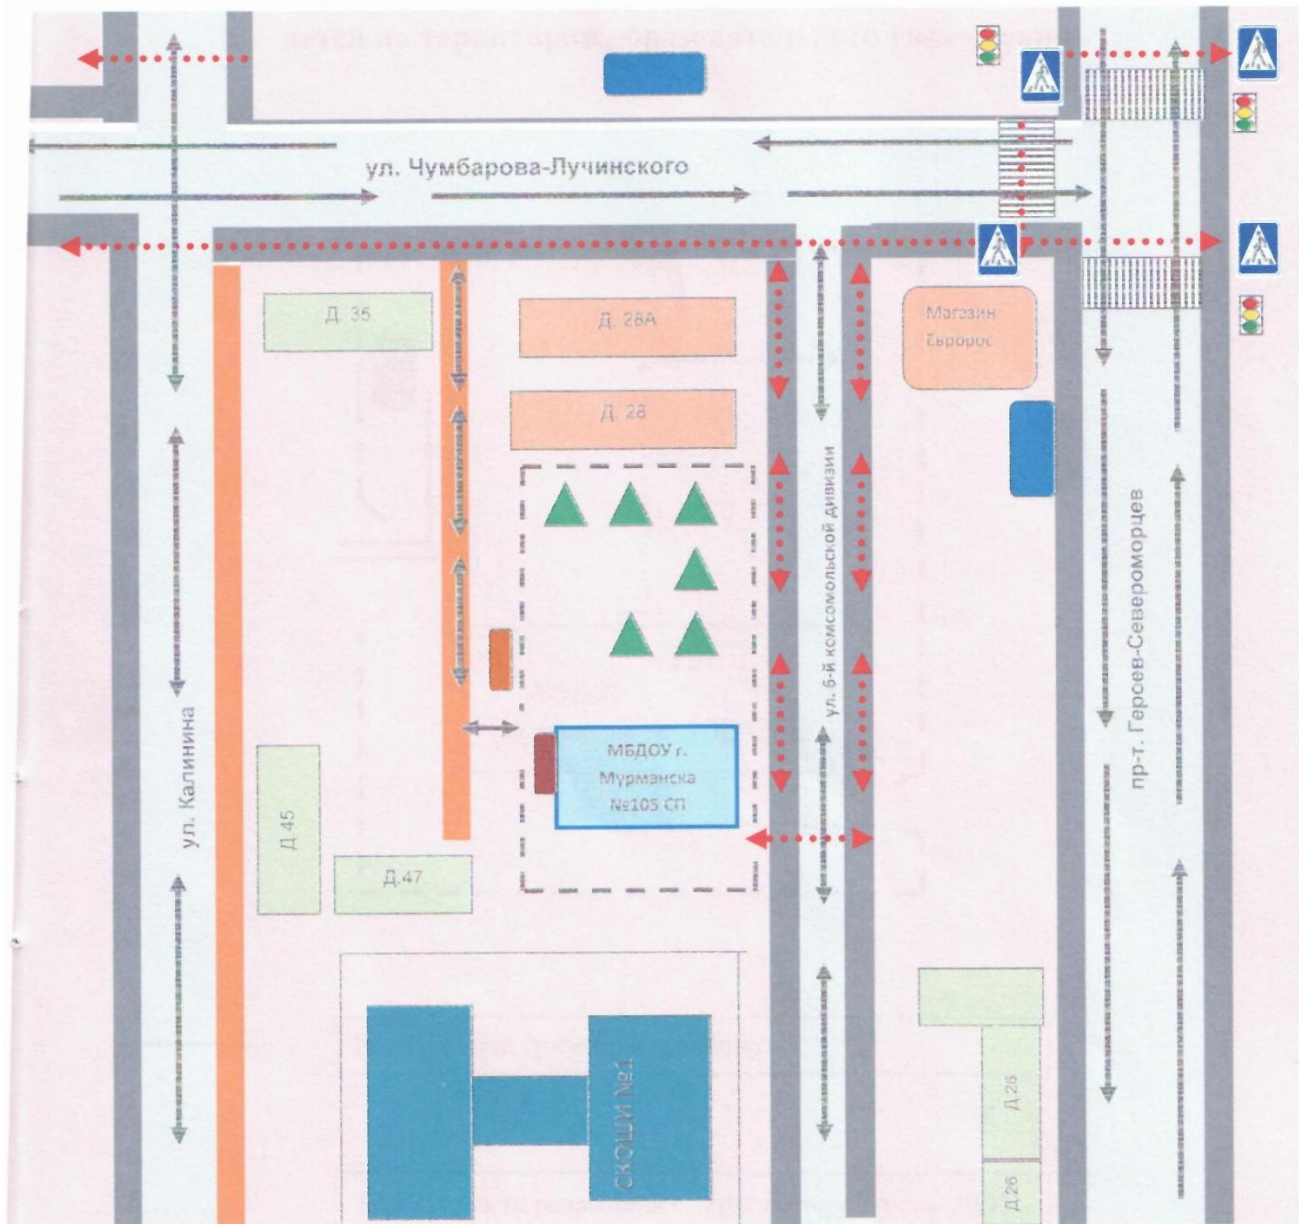 ул. Чумбарова-Лучинского
Д. 35
Д. 28А
Магазин
Евророс
Д. 28
ул. 6-й комсомольской дивизии
пр-т. Героев-Североморцев
ул. Калинина
МБДОУ г.
Мурманска
№105 СП
Д.45
Д.47
СКОШИ №1
Д.28
Д.26